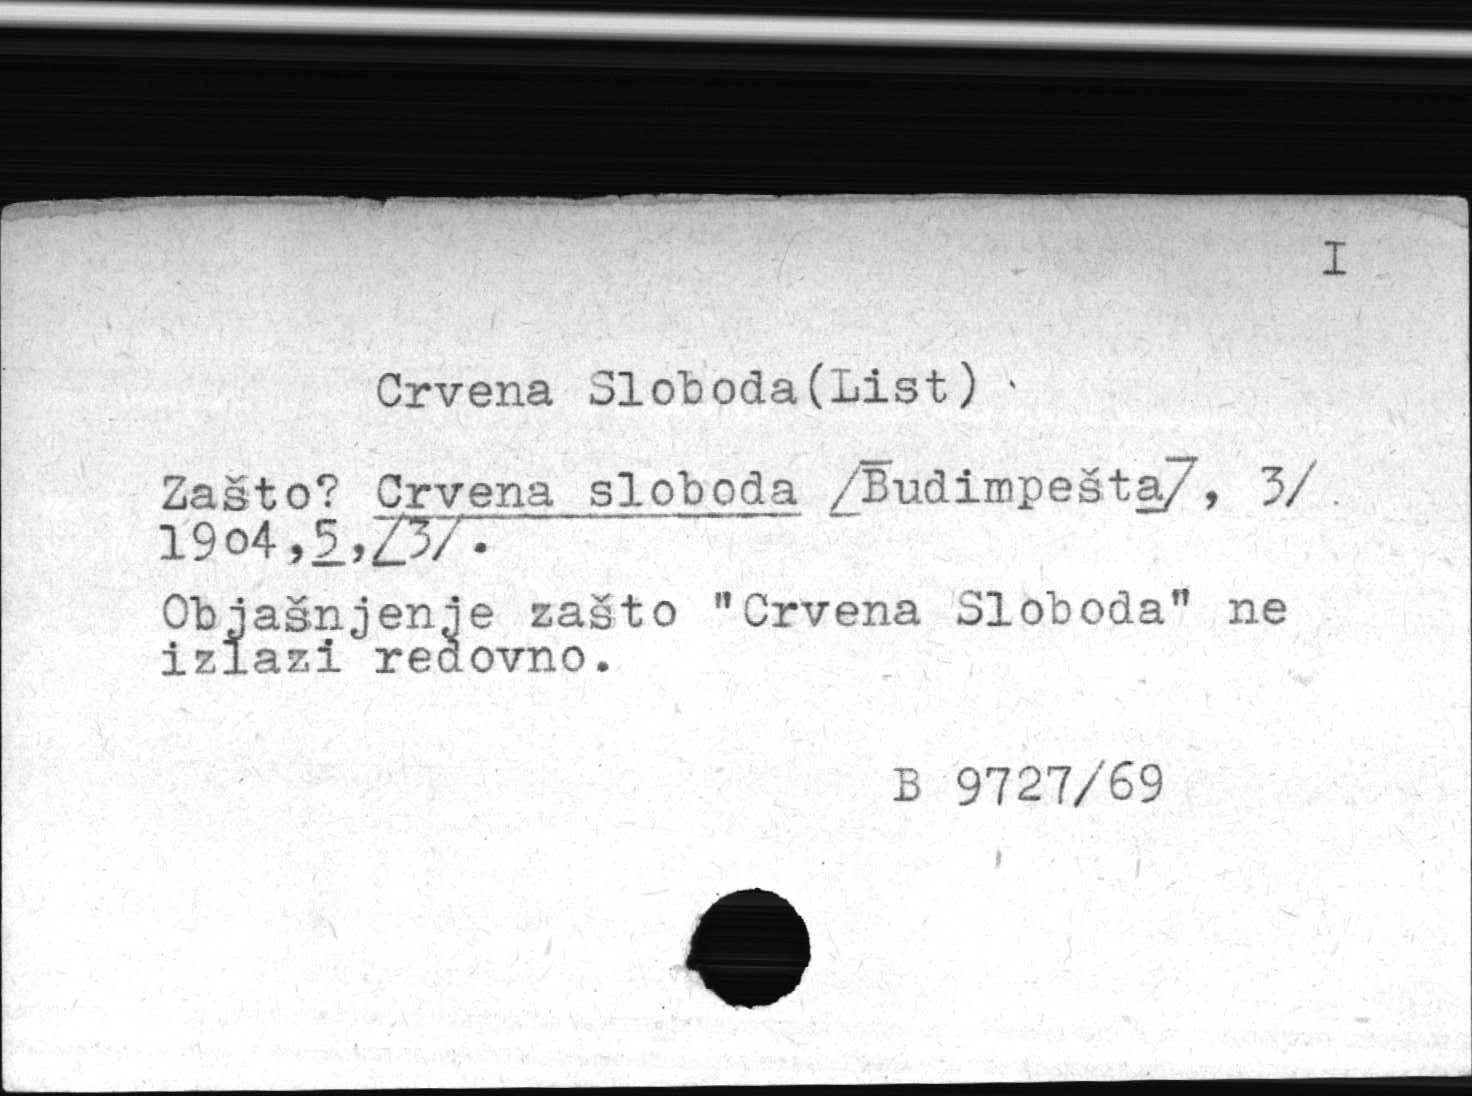 I
Crvena Sloboda(List)
Zašto? Crvena sloboda /Budimpešta/, 3/
1904,5,/3/.
Objašnjenje zašto "Crvena Sloboda" ne
izlazi redovno.
B 9727/69